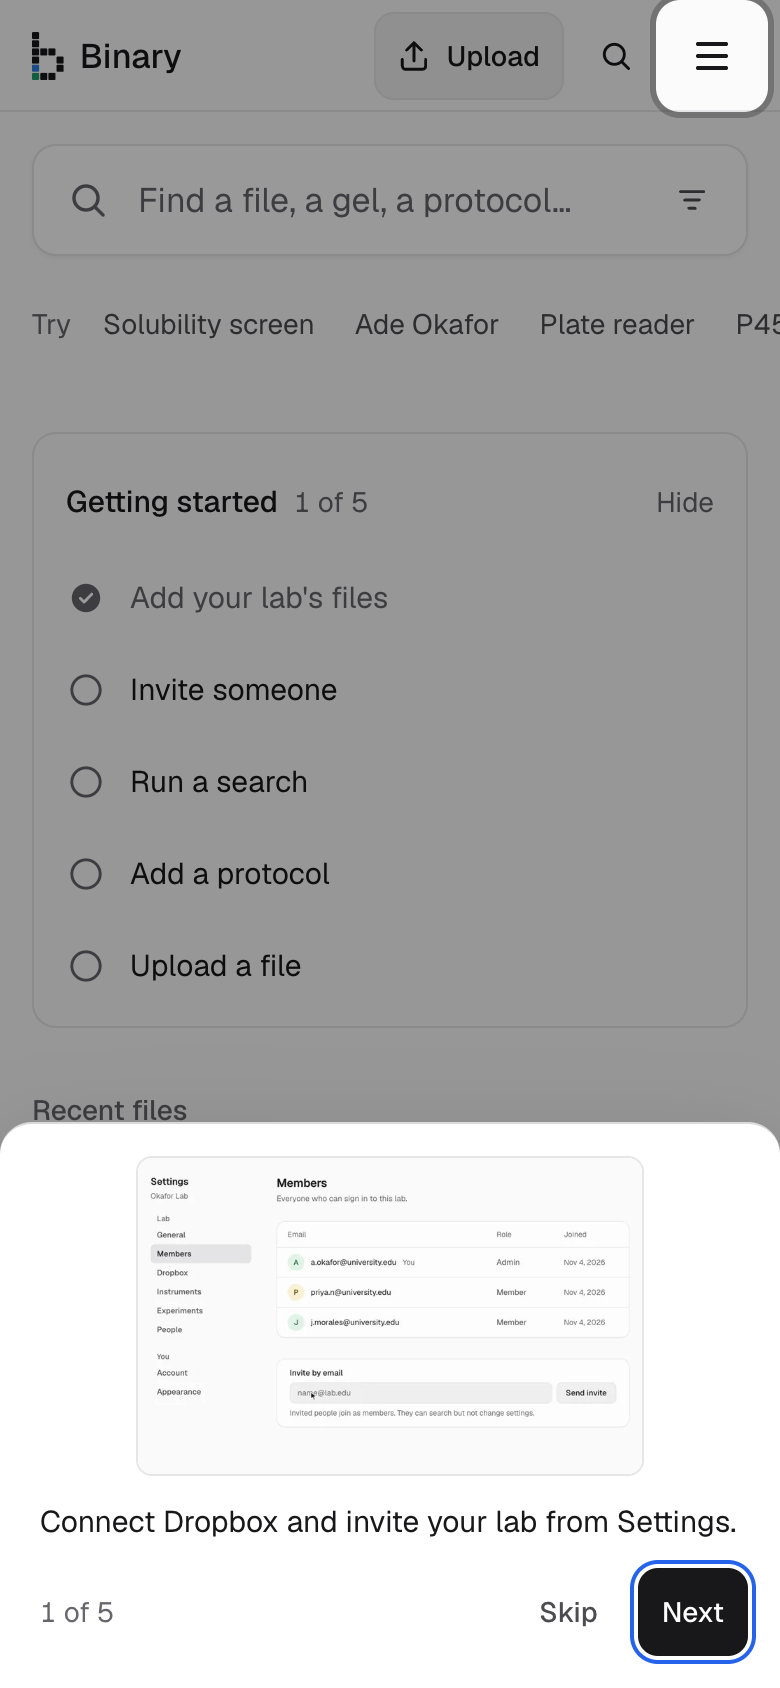 Binary
Upload
Find a file, a gel, a protocol...
Try Solubility screen Ade Okafor Plate reader P45
Getting started 1 of 5 Hide
Add your lab's files
Invite someone
Run a search
Add a protocol
Upload a file
Recent files
Settings
Okafor Lab
Lab
General
Members
Dropbox
Instruments
Experiments
People
You
Account
Appearance
Members
Everyone who can sign in to this lab.
Email Role Joined
A a.okafor@university.edu You Admin Nov 4, 2026
P priya.n@university.edu Member Nov 4, 2026
J j.morales@university.edu Member Nov 4, 2026
Invite by email
name@lab.edu Send invite
Invited people join as members. They can search but not change settings.
Connect Dropbox and invite your lab from Settings.
1 of 5 Skip Next